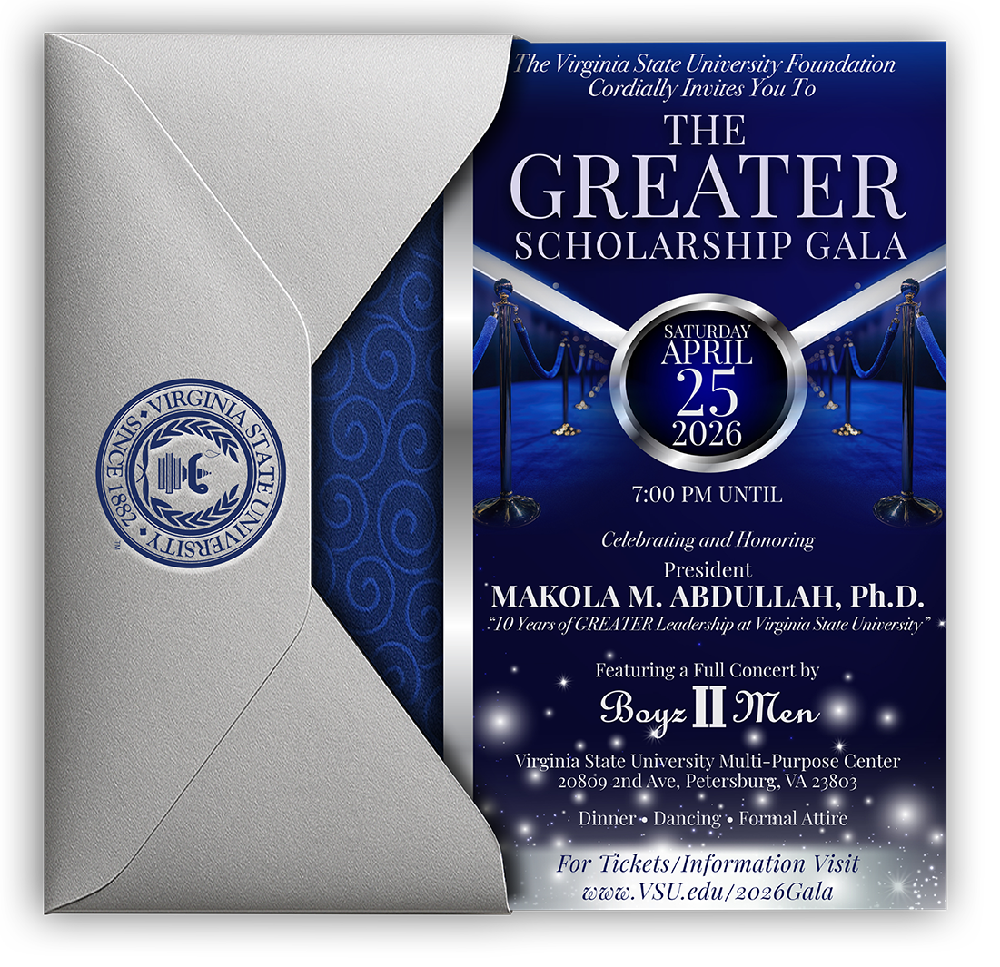 VIRGINIA STATE UNIVERSITY • SINCE 1882 •
TM
The Virginia State University Foundation
Cordially Invites You To
THE
GREATER
SCHOLARSHIP GALA
SATURDAY
APRIL
25
2026
7:00 PM UNTIL
Celebrating and Honoring
President
MAKOLA M. ABDULLAH, Ph.D.
“10 Years of GREATER Leadership at Virginia State University”
Featuring a Full Concert by
Boyz II Men
Virginia State University Multi-Purpose Center
20809 2nd Ave, Petersburg, VA 23803
Dinner • Dancing • Formal Attire
For Tickets/Information Visit
www.VSU.edu/2026Gala